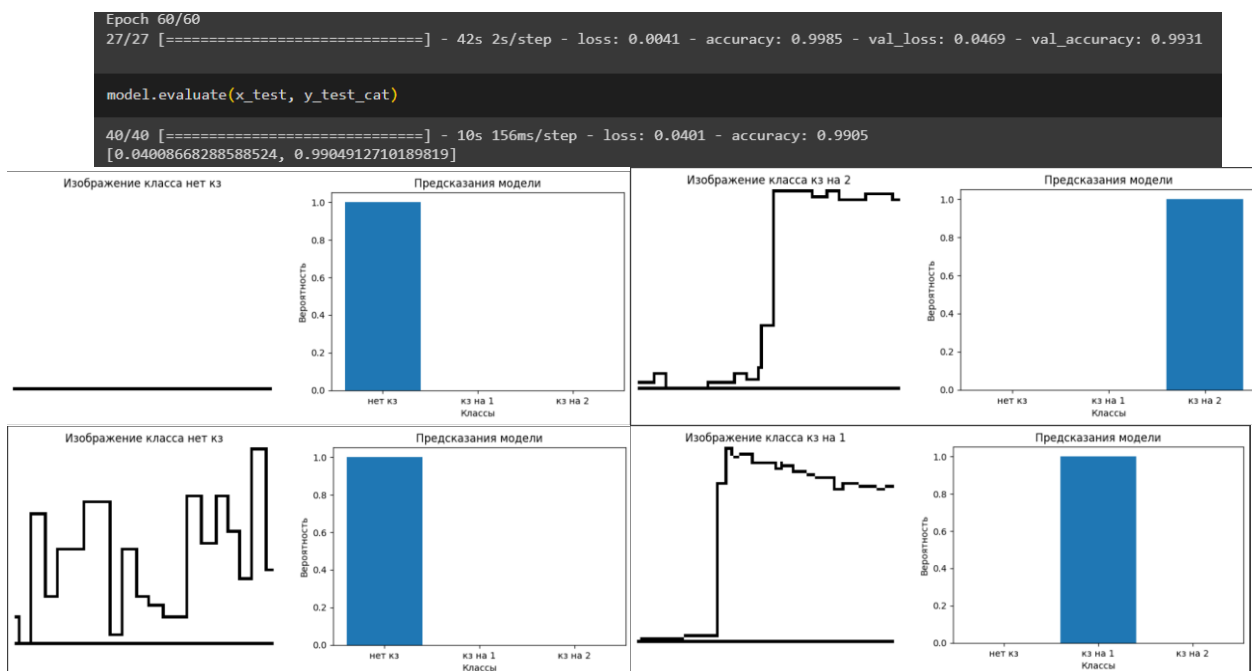 Epoch 60/60
27/27 [==============================] - 42s 2s/step - loss: 0.0041 - accuracy: 0.9985 - val_loss: 0.0469 - val_accuracy: 0.9931
model.evaluate(x_test, y_test_cat)
40/40 [==============================] - 10s 156ms/step - loss: 0.0401 - accuracy: 0.9905
[0.04008668288588524, 0.9904912710189819]
Изображение класса нет кз
Предсказания модели
Вероятность
1.0
0.8
0.6
0.4
0.2
0.0
нет кз кз на 1 кз на 2
Классы
Изображение класса кз на 2
Предсказания модели
Вероятность
1.0
0.8
0.6
0.4
0.2
0.0
нет кз кз на 1 кз на 2
Классы
Изображение класса нет кз
Предсказания модели
Вероятность
1.0
0.8
0.6
0.4
0.2
0.0
нет кз кз на 1 кз на 2
Классы
Изображение класса кз на 1
Предсказания модели
Вероятность
1.0
0.8
0.6
0.4
0.2
0.0
нет кз кз на 1 кз на 2
Классы